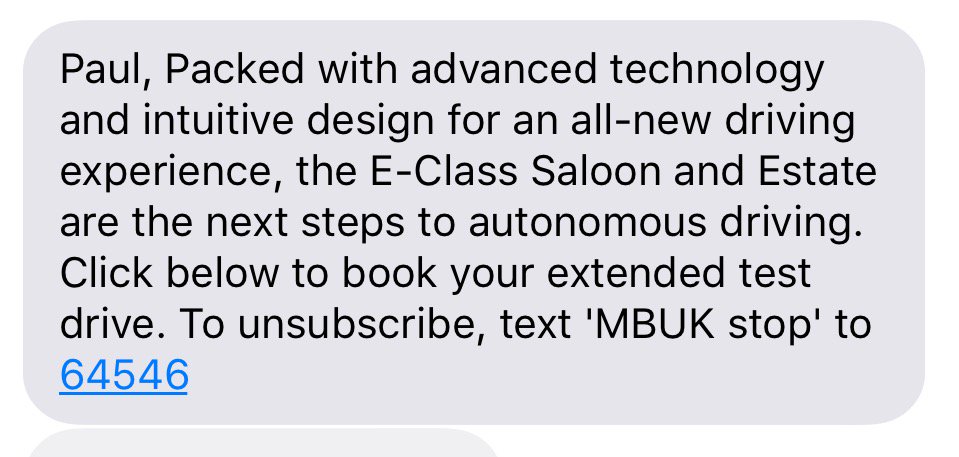 Paul, Packed with advanced technology
and intuitive design for an all-new driving
experience, the E-Class Saloon and Estate
are the next steps to autonomous driving.
Click below to book your extended test
drive. To unsubscribe, text 'MBUK stop' to
64546